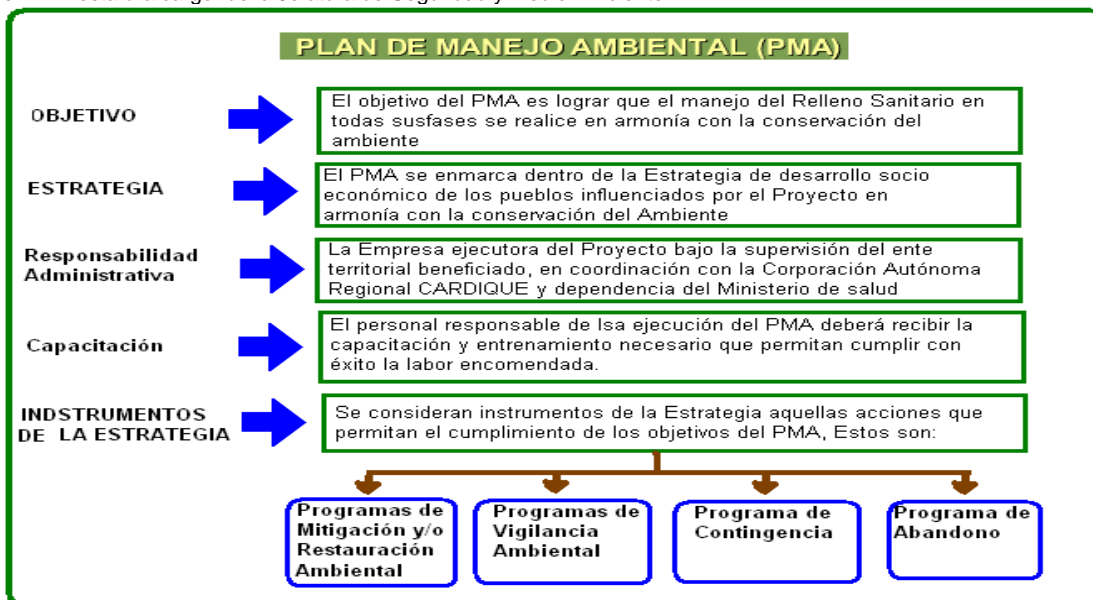 PLAN DE MANEJO AMBIENTAL (PMA)
OBJETIVO
El objetivo del PMA es lograr que el manejo del Relleno Sanitario en
todas susfases se realice en armonía con la conservación del
ambiente
ESTRATEGIA
El PMA se enmarca dentro de la Estrategia de desarrollo socio
económico de los pueblos influenciados por el Proyecto en
armonía con la conservación del Ambiente
Responsabilidad
Administrativa
La Empresa ejecutora del Proyecto bajo la supervisión del ente
territorial beneficiado, en coordinación con la Corporación Autónoma
Regional CARDIQUE y dependencia del Ministerio de salud
Capacitación
El personal responsable de lsa ejecución del PMA deberá recibir la
capacitación y entrenamiento necesario que permitan cumplir con
éxito la labor encomendada.
INDSTRUMENTOS
DE LA ESTRATEGIA
Se consideran instrumentos de la Estrategia aquellas acciones que
permitan el cumplimiento de los objetivos del PMA, Estos son:
Programas de
Mitigación y/o
Restauración
Ambiental
Programas de
Vigilancia
Ambiental
Programa de
Contingencia
Programa de
Abandono